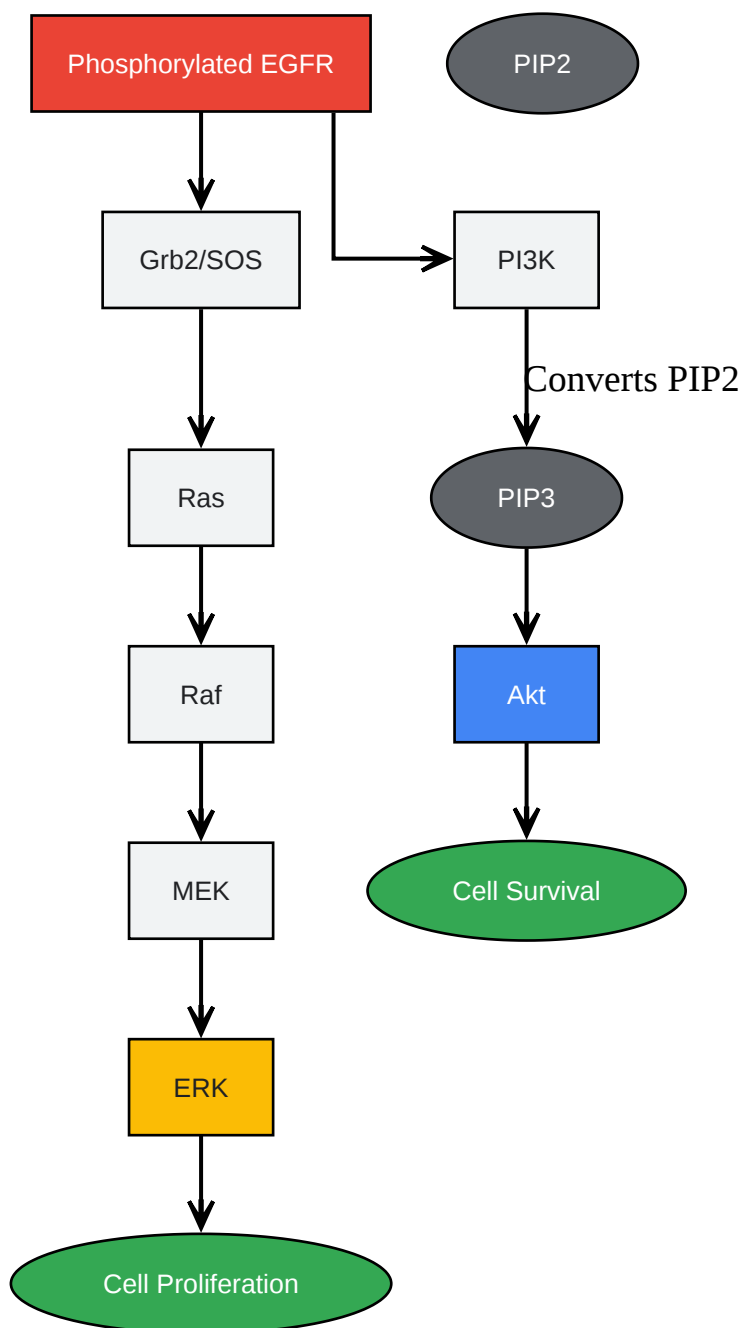 Phosphorylated EGFR
PIP2
Grb2/SOS
PI3K
Converts PIP2
Ras
PIP3
Raf
Akt
MEK
Cell Survival
ERK
Cell Proliferation